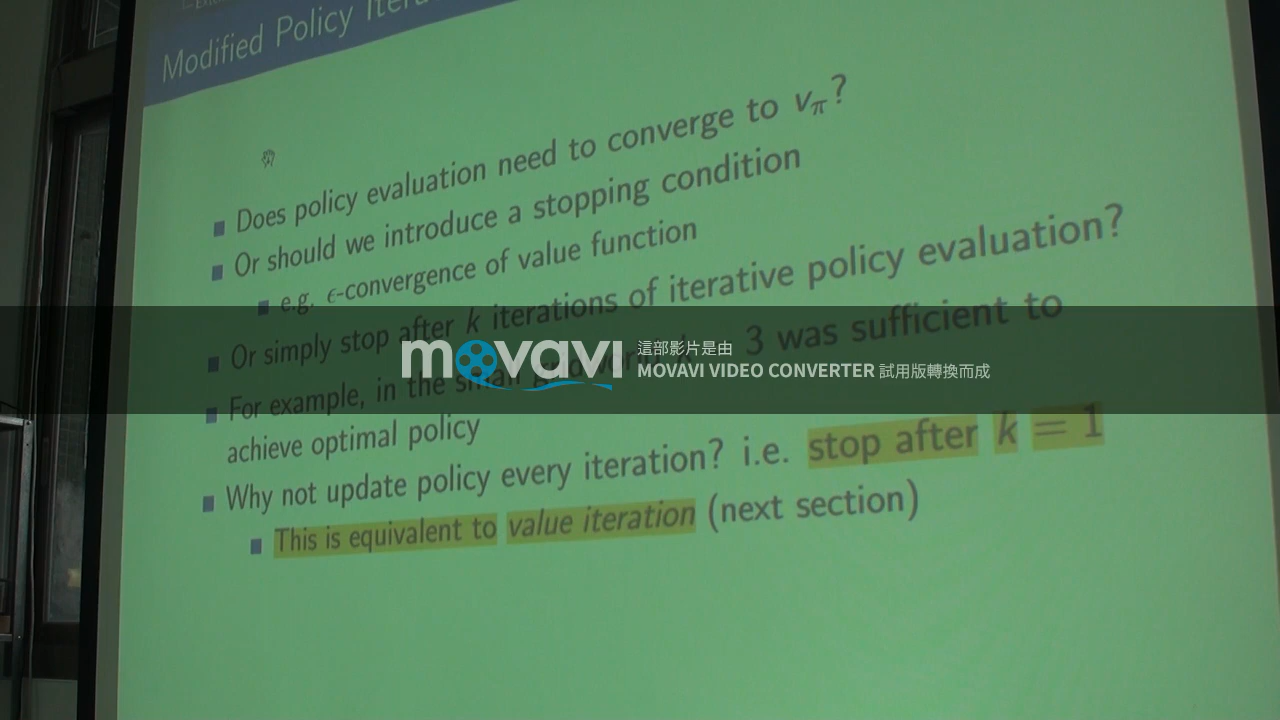 Modified Policy
Does policy evaluation need to converge to vπ?
Or should we introduce a stopping condition
e.g. ϵ-convergence of value function
Or simply stop after k iterations of iterative policy evaluation?
For example, in the small gridworld k = 3 was sufficient to
achieve optimal policy
Why not update policy every iteration? i.e. stop after k = 1
This is equivalent to value iteration (next section)
movavi
這部影片是由
MOVAVI VIDEO CONVERTER 試用版轉換而成